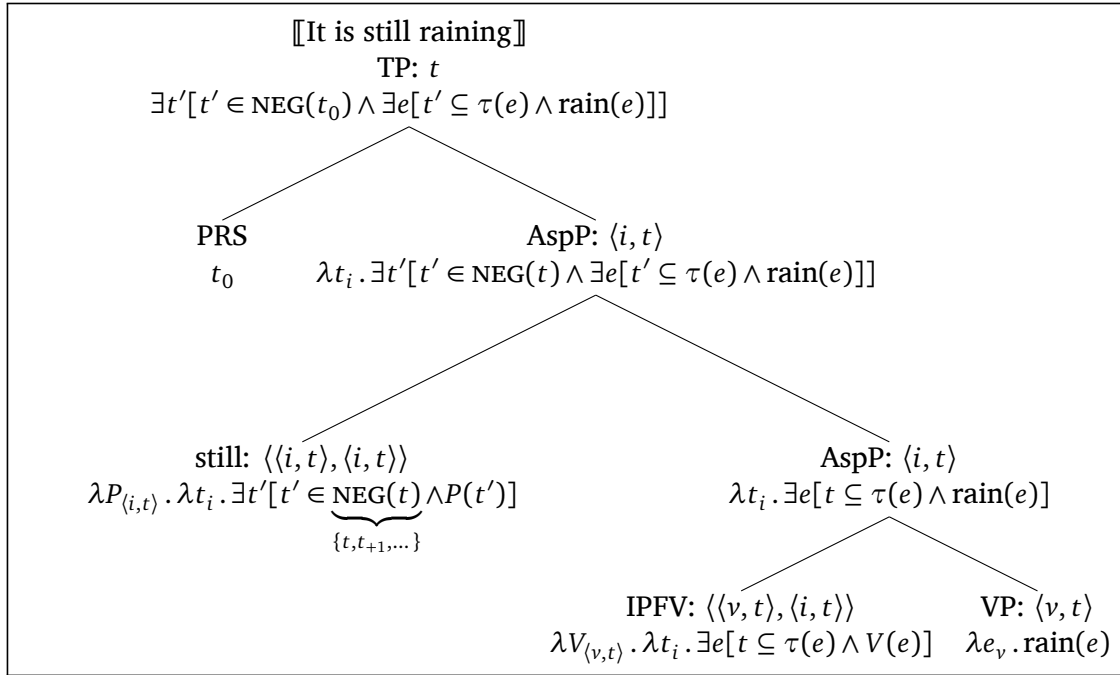 ⟦It is still raining⟧
TP: t
∃t′[t′ ∈ NEG(t₀) ∧ ∃e[t′ ⊆ τ(e) ∧ rain(e)]]
PRS AspP: ⟨i, t⟩
t₀ λtᵢ . ∃t′[t′ ∈ NEG(t) ∧ ∃e[t′ ⊆ τ(e) ∧ rain(e)]]
still: ⟨⟨i, t⟩, ⟨i, t⟩⟩ AspP: ⟨i, t⟩
λP⟨i,t⟩ . λtᵢ . ∃t′[t′ ∈ NEG(t) ∧P(t′)] λtᵢ . ∃e[t ⊆ τ(e) ∧ rain(e)]
{t,t₊₁,…}
IPFV: ⟨⟨v, t⟩, ⟨i, t⟩⟩ VP: ⟨v, t⟩
λV⟨v,t⟩ . λtᵢ . ∃e[t ⊆ τ(e) ∧ V(e)] λeᵥ . rain(e)